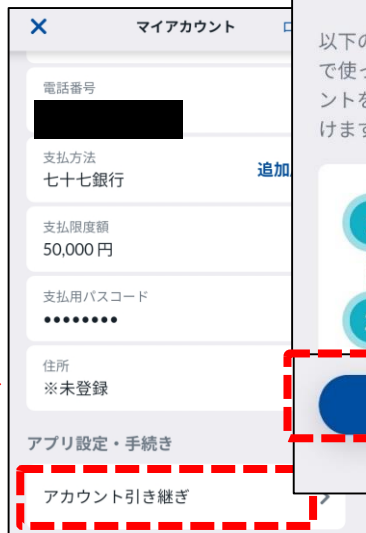 マイアカウント
電話番号
支払方法
七十七銀行
追加
支払限度額
50,000 円
支払用パスコード
••••••••
住所
※未登録
アプリ設定・手続き
アカウント引き継ぎ
以下の
で使っ
ントを
けます